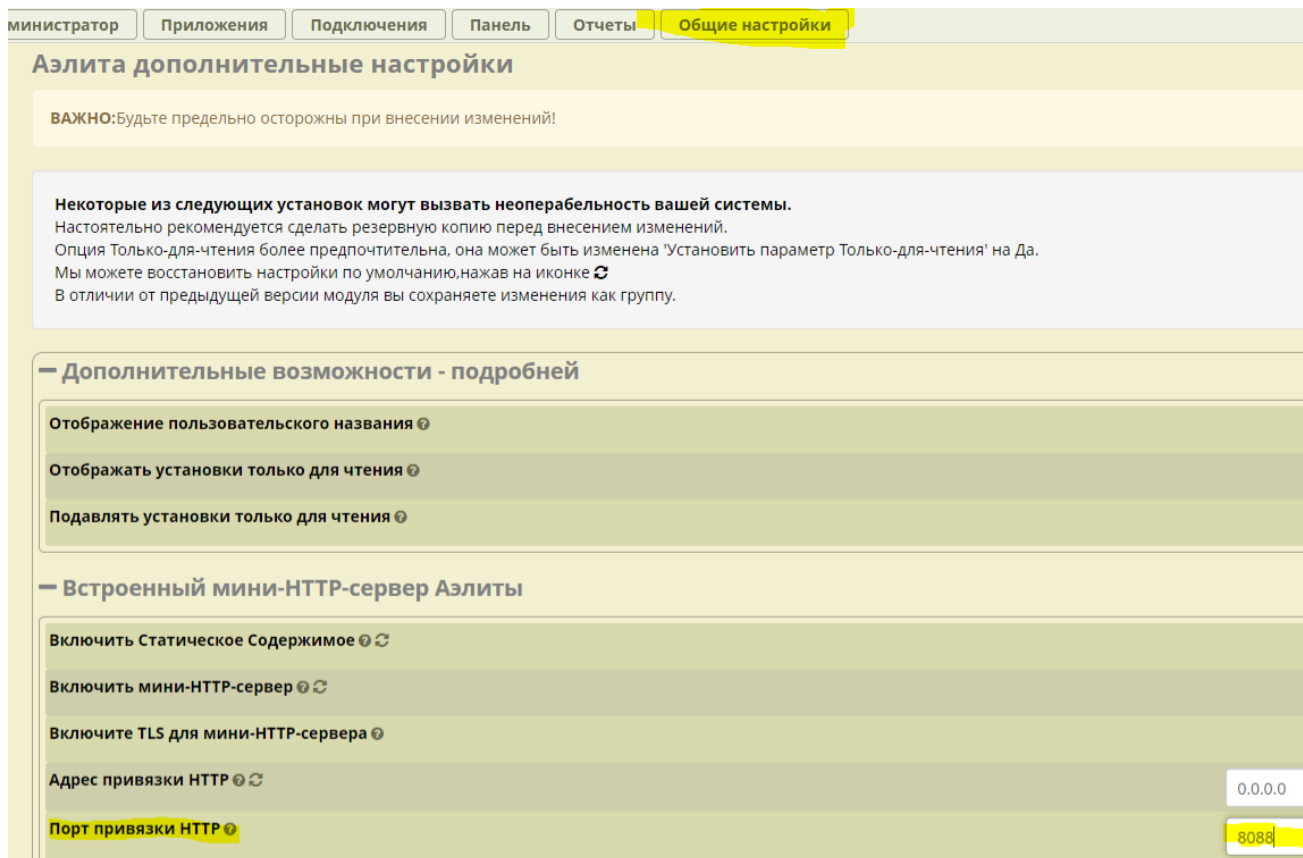 министратор Приложения Подключения Панель Отчеты Общие настройки
Аэлита дополнительные настройки
ВАЖНО:Будьте предельно осторожны при внесении изменений!
Некоторые из следующих установок могут вызвать неоперабельность вашей системы.
Настоятельно рекомендуется сделать резервную копию перед внесением изменений.
Опция Только-для-чтения более предпочтительна, она может быть изменена 'Установить параметр Только-для-чтения' на Да.
Мы можете восстановить настройки по умолчанию,нажав на иконке
В отличии от предыдущей версии модуля вы сохраняете изменения как группу.
Дополнительные возможности - подробней
Отображение пользовательского названия
Отображать установки только для чтения
Подавлять установки только для чтения
Встроенный мини-HTTP-сервер Аэлиты
Включить Статическое Содержимое
Включить мини-HTTP-сервер
Включите TLS для мини-HTTP-сервера
Адрес привязки HTTP 0.0.0.0
Порт привязки HTTP 8088